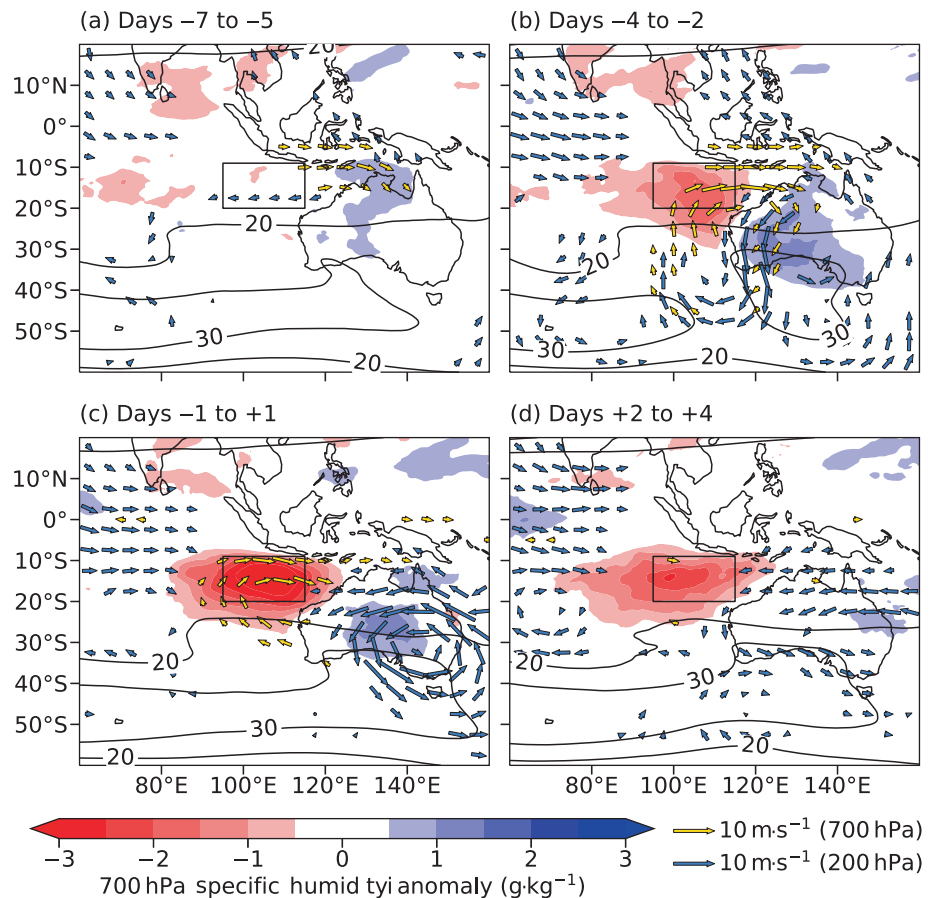 (a) Days −7 to −5
(b) Days −4 to −2
20
20
10°N
0°
10°S
20°S
30°S
40°S
50°S
20
20
30
30
30
20
20
(c) Days −1 to +1
(d) Days +2 to +4
10°N
0°
10°S
20°S
30°S
40°S
50°S
20
20
30
30
20
20
80°E 100°E 120°E 140°E
80°E 100°E 120°E 140°E
−3 −2 −1 0 1 2 3
700 hPa specific humid tyi anomaly (g·kg⁻¹)
10 m·s⁻¹ (700 hPa)
10 m·s⁻¹ (200 hPa)